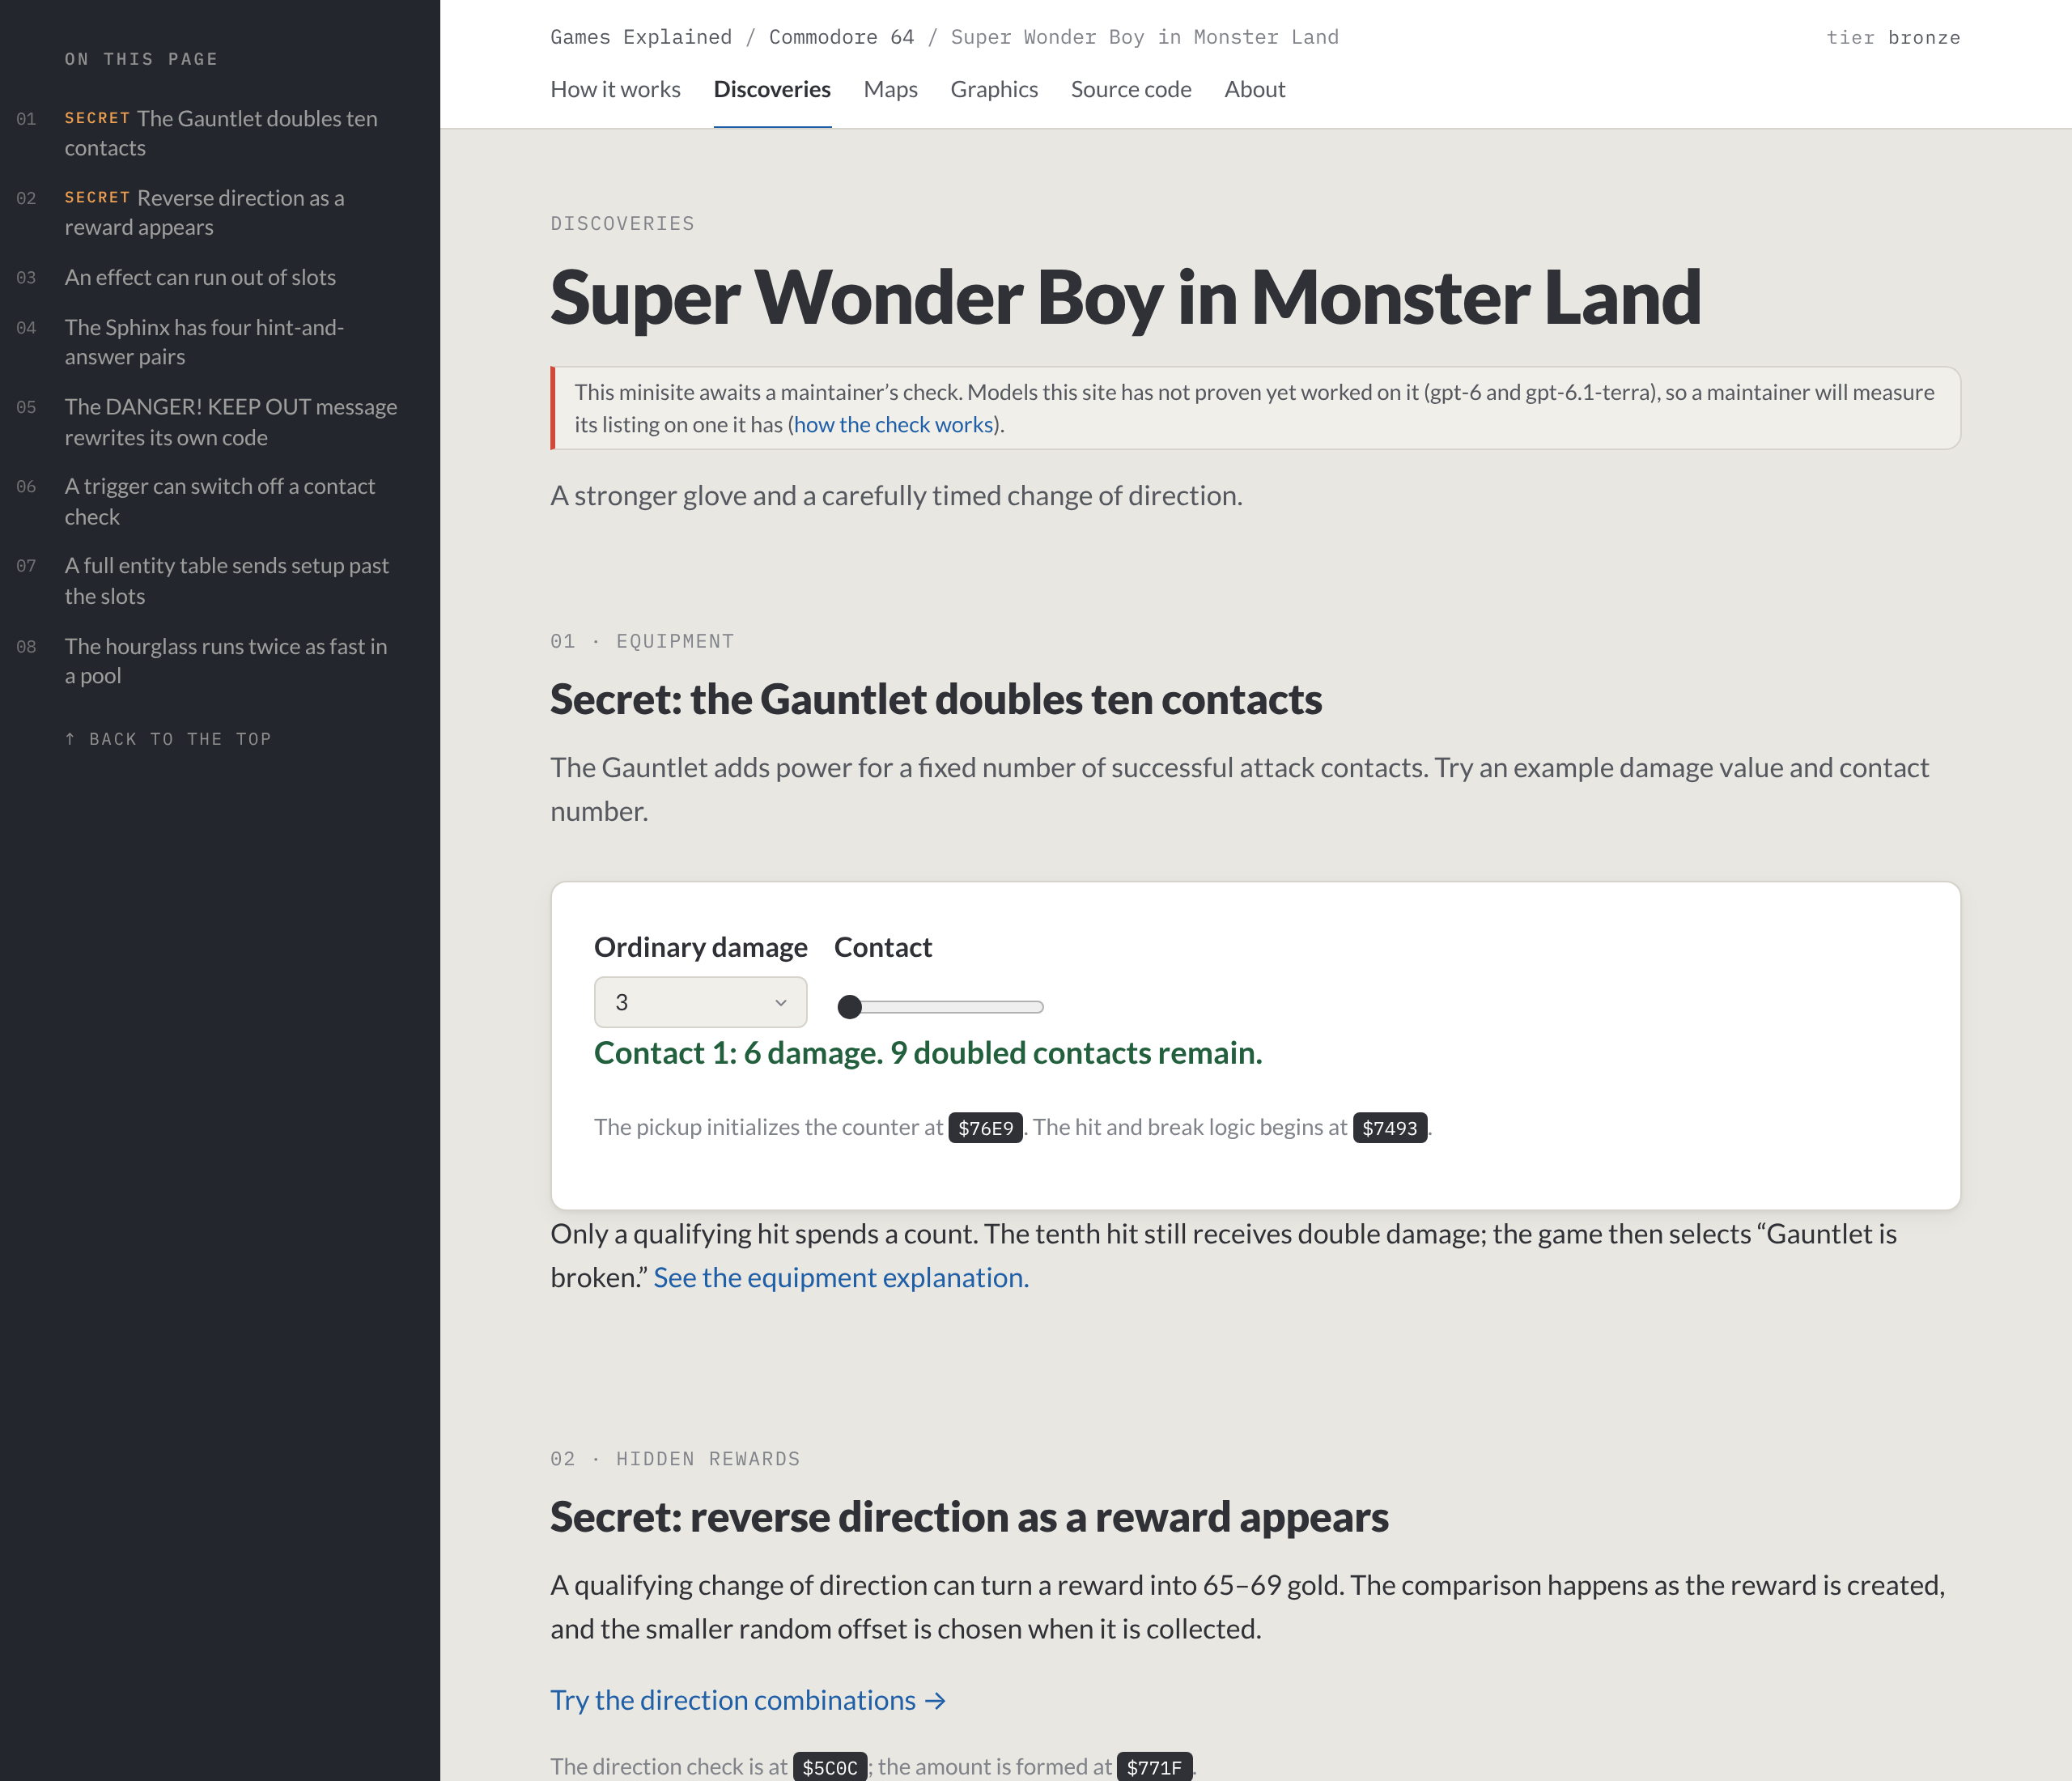 ON THIS PAGE
01 SECRET The Gauntlet doubles ten
contacts
02 SECRET Reverse direction as a
reward appears
03 An effect can run out of slots
04 The Sphinx has four hint-and-
answer pairs
05 The DANGER! KEEP OUT message
rewrites its own code
06 A trigger can switch off a contact
check
07 A full entity table sends setup past
the slots
08 The hourglass runs twice as fast in
a pool
↑ BACK TO THE TOP
Games Explained / Commodore 64 / Super Wonder Boy in Monster Land
tier bronze
How it works Discoveries Maps Graphics Source code About
DISCOVERIES
Super Wonder Boy in Monster Land
This minisite awaits a maintainer’s check. Models this site has not proven yet worked on it (gpt-6 and gpt-6.1-terra), so a maintainer will measure
its listing on one it has (how the check works).
A stronger glove and a carefully timed change of direction.
01 · EQUIPMENT
Secret: the Gauntlet doubles ten contacts
The Gauntlet adds power for a fixed number of successful attack contacts. Try an example damage value and contact
number.
Ordinary damage Contact
3
Contact 1: 6 damage. 9 doubled contacts remain.
The pickup initializes the counter at $76E9. The hit and break logic begins at $7493.
Only a qualifying hit spends a count. The tenth hit still receives double damage; the game then selects “Gauntlet is
broken.” See the equipment explanation.
02 · HIDDEN REWARDS
Secret: reverse direction as a reward appears
A qualifying change of direction can turn a reward into 65–69 gold. The comparison happens as the reward is created,
and the smaller random offset is chosen when it is collected.
Try the direction combinations →
The direction check is at $5C0C; the amount is formed at $771F.